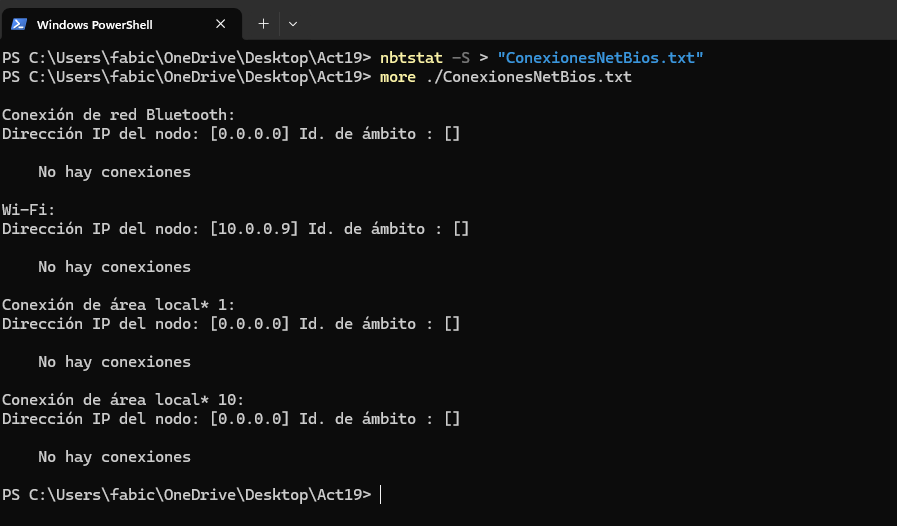 Windows PowerShell
PS C:\Users\fabic\OneDrive\Desktop\Act19> nbtstat -S > "ConexionesNetBios.txt"
PS C:\Users\fabic\OneDrive\Desktop\Act19> more ./ConexionesNetBios.txt
Conexión de red Bluetooth:
Dirección IP del nodo: [0.0.0.0] Id. de ámbito : []
No hay conexiones
Wi-Fi:
Dirección IP del nodo: [10.0.0.9] Id. de ámbito : []
No hay conexiones
Conexión de área local* 1:
Dirección IP del nodo: [0.0.0.0] Id. de ámbito : []
No hay conexiones
Conexión de área local* 10:
Dirección IP del nodo: [0.0.0.0] Id. de ámbito : []
No hay conexiones
PS C:\Users\fabic\OneDrive\Desktop\Act19>